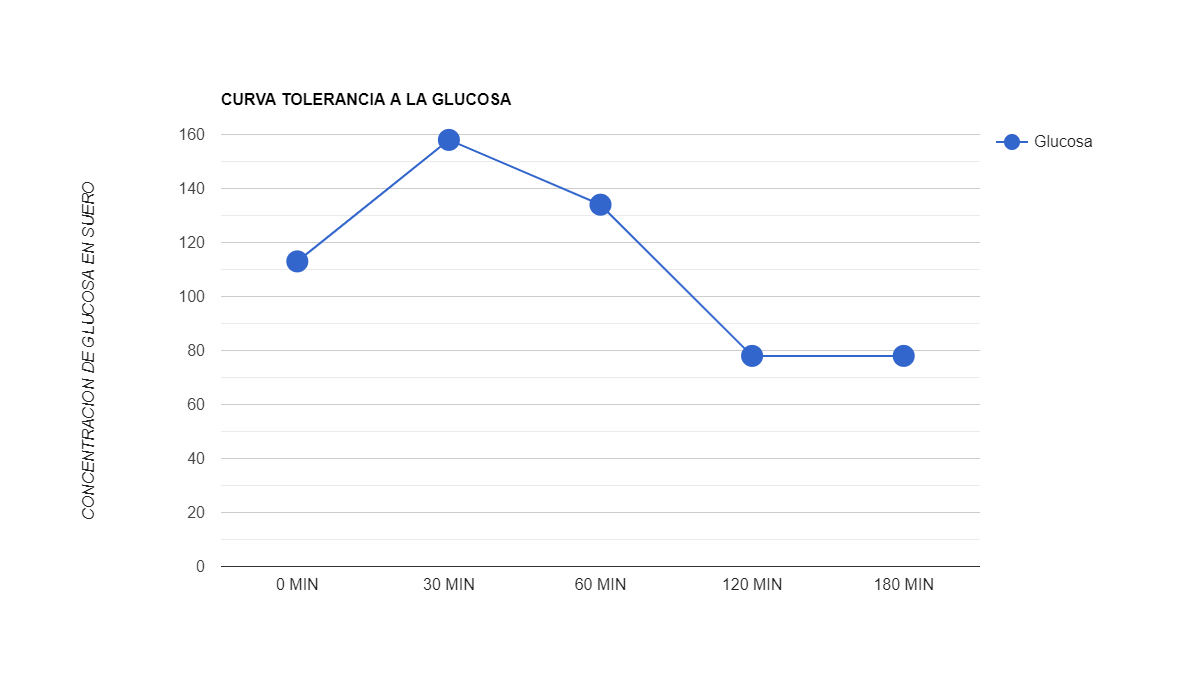 CURVA TOLERANCIA A LA GLUCOSA
Glucosa
CONCENTRACION DE GLUCOSA EN SUERO
160
140
120
100
80
60
40
20
0
0 MIN 30 MIN 60 MIN 120 MIN 180 MIN